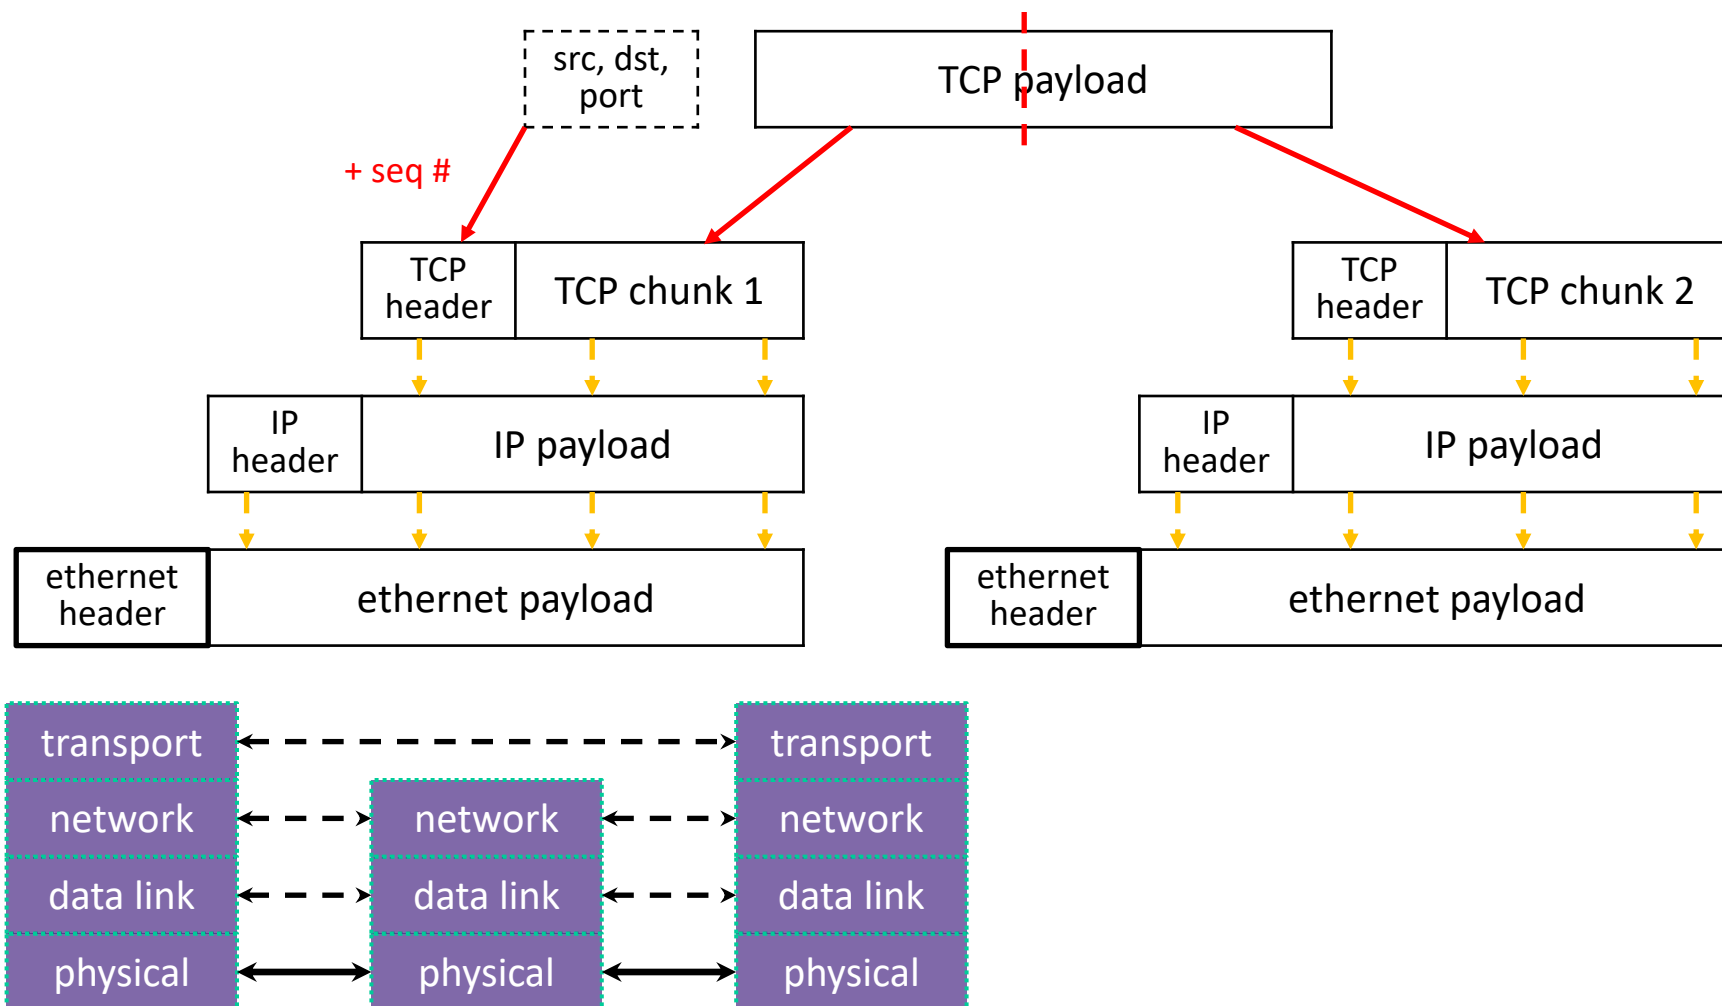 src, dst,
port
TCP payload
+ seq #
TCP
header
TCP chunk 1
TCP
header
TCP chunk 2
IP
header
IP payload
IP
header
IP payload
ethernet
header
ethernet payload
ethernet
header
ethernet payload
transport
transport
network
network
network
data link
data link
data link
physical
physical
physical